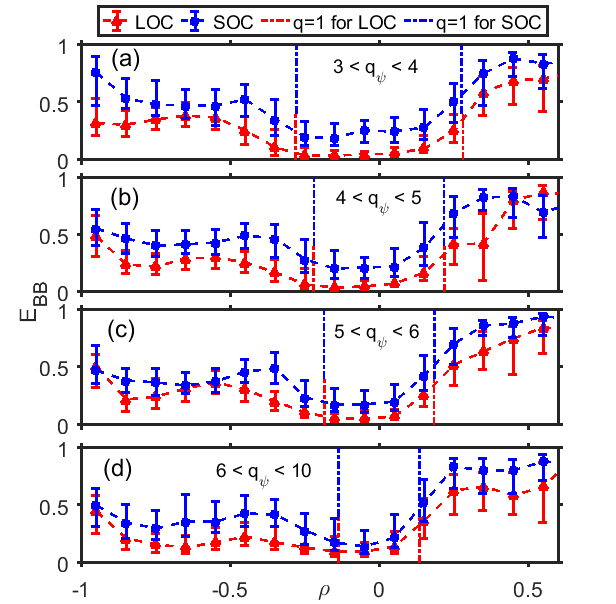 LOC SOC q=1 for LOC q=1 for SOC
(a) 3 < q_ψ < 4
1
0.5
0
(b) 4 < q_ψ < 5
1
0.5
0
E_BB
(c) 5 < q_ψ < 6
1
0.5
0
(d) 6 < q_ψ < 10
1
0.5
0
-1 -0.5 0 0.5
ρ